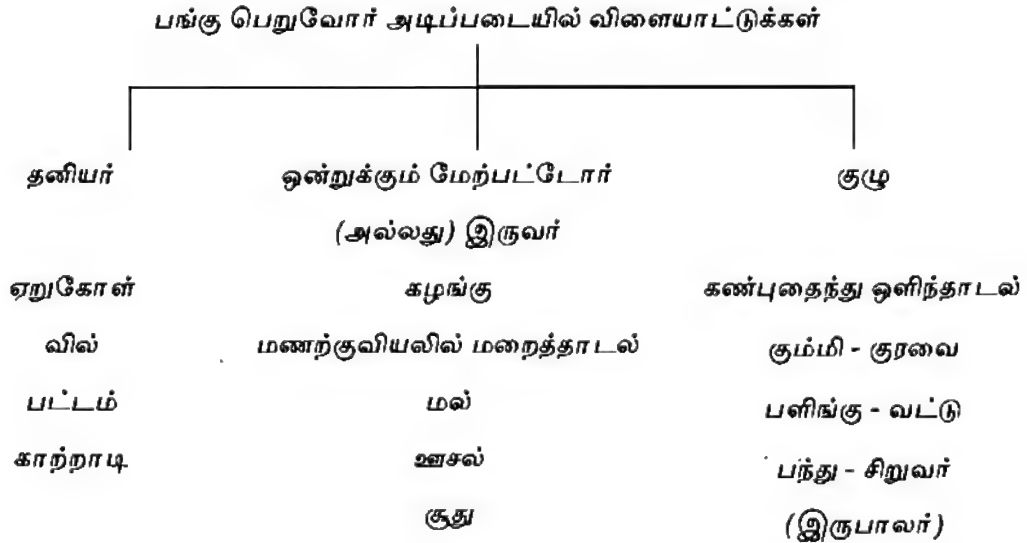 பங்கு பெறுவோர் அடிப்படையில் விளையாட்டுக்கள்
தனியர் ஒன்றுக்கும் மேற்பட்டோர் குழு
(அல்லது) இருவர்
ஏறுகோள் கழங்கு கண்புதைந்து ஒளிந்தாடல்
வில் மணற்குவியலில் மறைத்தாடல் கும்மி - குரவை
பட்டம் மல் பளிங்கு - வட்டு
காற்றாடி ஊசல் பந்து - சிறுவர்
சூது (இருபாலர்)